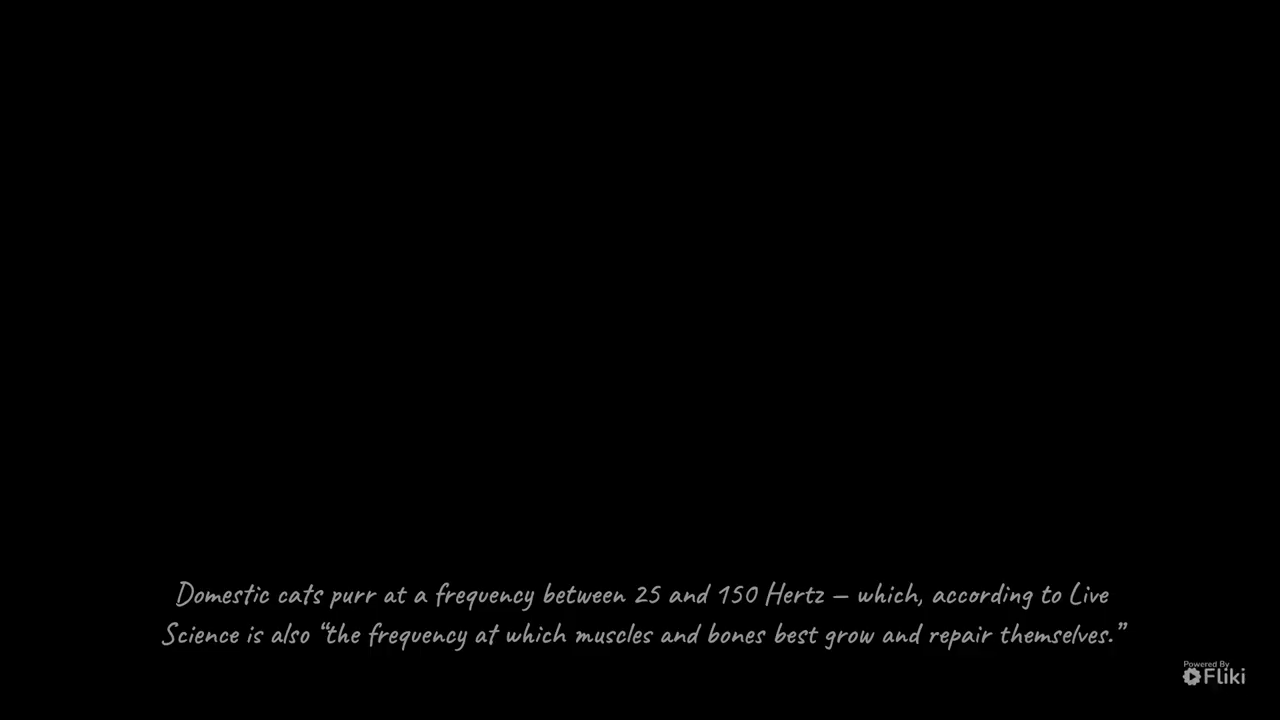 Domestic cats purr at a frequency between 25 and 150 Hertz – which, according to Live
Science is also “the frequency at which muscles and bones best grow and repair themselves.”
Powered By
Fliki